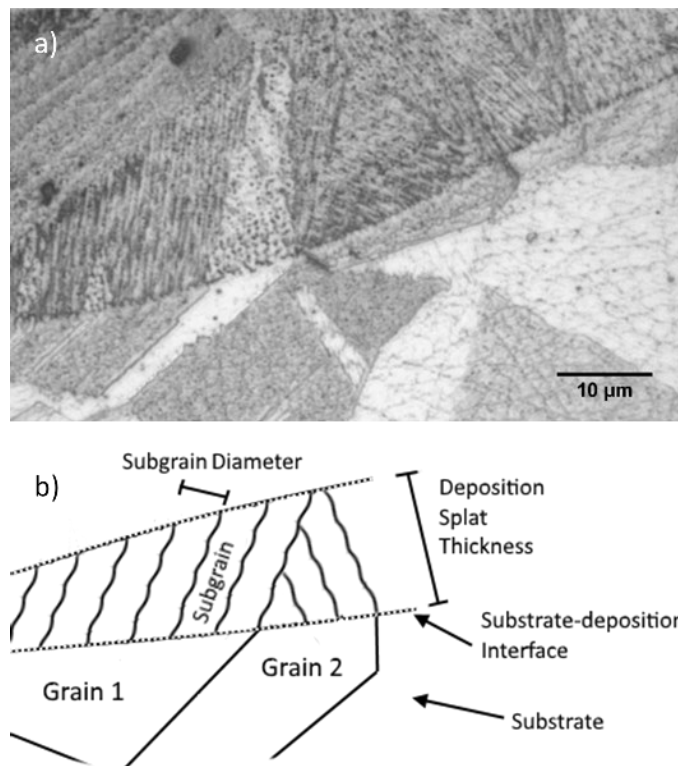 a)
10 µm
b)
Subgrain Diameter
Deposition
Splat
Thickness
Subgrain
Substrate-deposition
Interface
Grain 1
Grain 2
Substrate